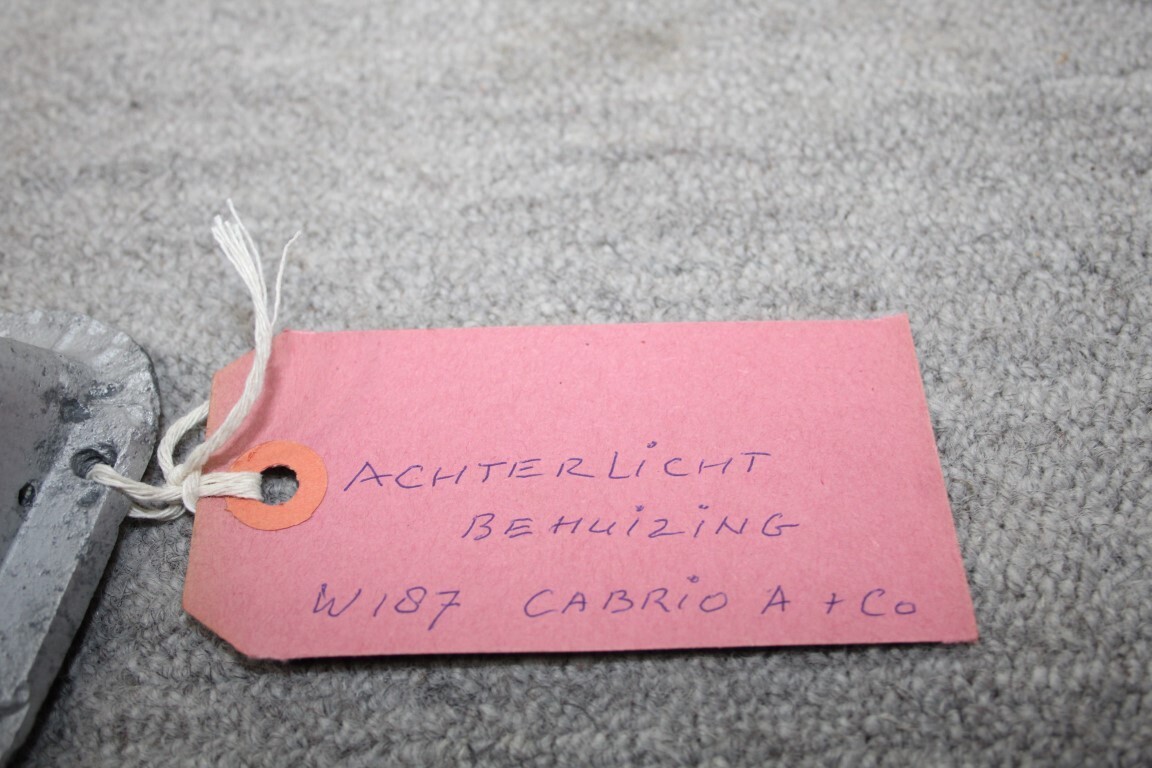 ACHTERLiCHT
BEHUiZiNG
W187 CABRiO A + Co